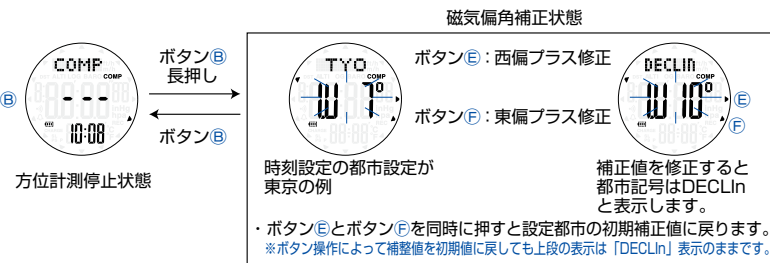 磁気偏角補正状態
COMP
COMP
---
10:08
Ⓑ
方位計測停止状態
ボタンⒷ
長押し
ボタンⒷ
TYO
COMP
W 7°
時刻設定の都市設定が
東京の例
ボタンⒺ：西偏プラス修正
ボタンⒻ：東偏プラス修正
DECLIn
COMP
W 10°
Ⓔ
Ⓕ
補正値を修正すると
都市記号はDECLIn
と表示します。
・ボタンⒺとボタンⒻを同時に押すと設定都市の初期補正値に戻ります。
※ボタン操作によって補整値を初期値に戻しても上段の表示は「DECLIn」表示のままです。